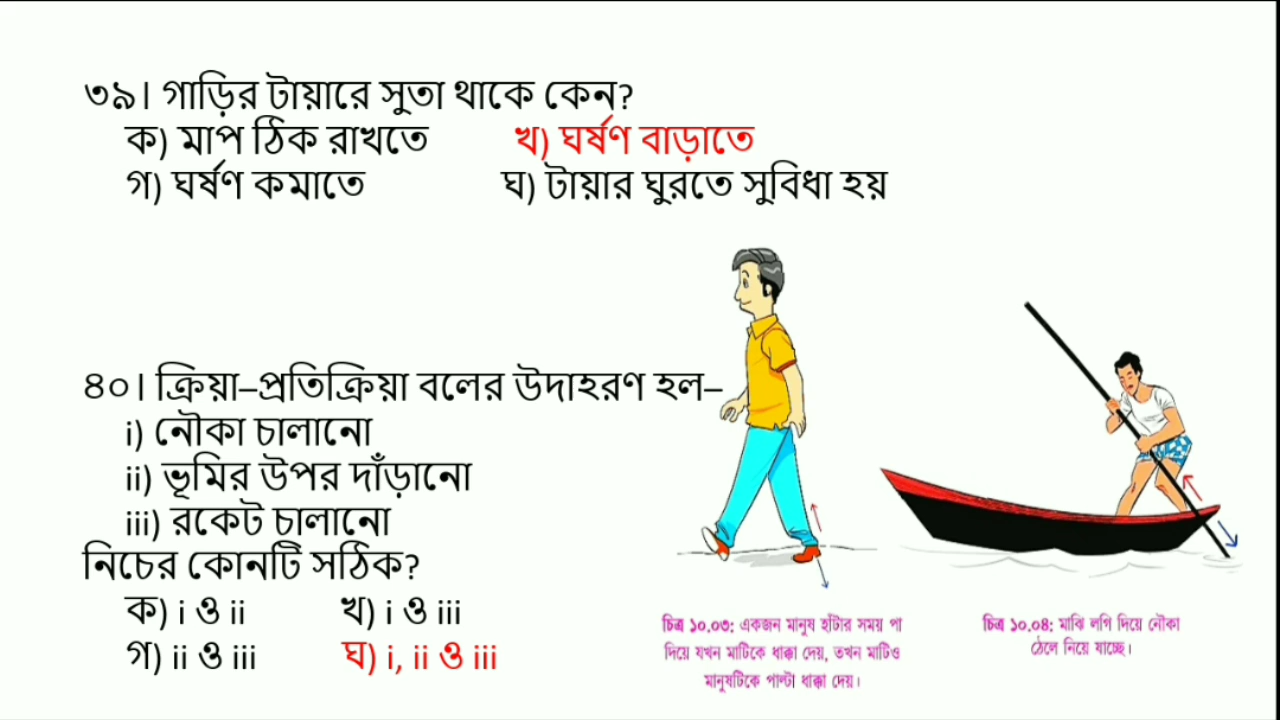 ৩৯। গাড়ির টায়ারে সুতা থাকে কেন?
ক) মাপ ঠিক রাখতে খ) ঘর্ষণ বাড়াতে
গ) ঘর্ষণ কমাতে ঘ) টায়ার ঘুরতে সুবিধা হয়
৪০। ক্রিয়া–প্রতিক্রিয়া বলের উদাহরণ হল–
i) নৌকা চালানো
ii) ভূমির উপর দাঁড়ানো
iii) রকেট চালানো
নিচের কোনটি সঠিক?
ক) i ও ii খ) i ও iii
গ) ii ও iii ঘ) i, ii ও iii
চিত্র ১০.০৩: একজন মানুষ হাঁটার সময় পা
দিয়ে যখন মাটিকে ধাক্কা দেয়, তখন মাটিও
মানুষটিকে পাল্টা ধাক্কা দেয়।
চিত্র ১০.০৪: মাঝি লগি দিয়ে নৌকা
ঠেলে নিয়ে যাচ্ছে।